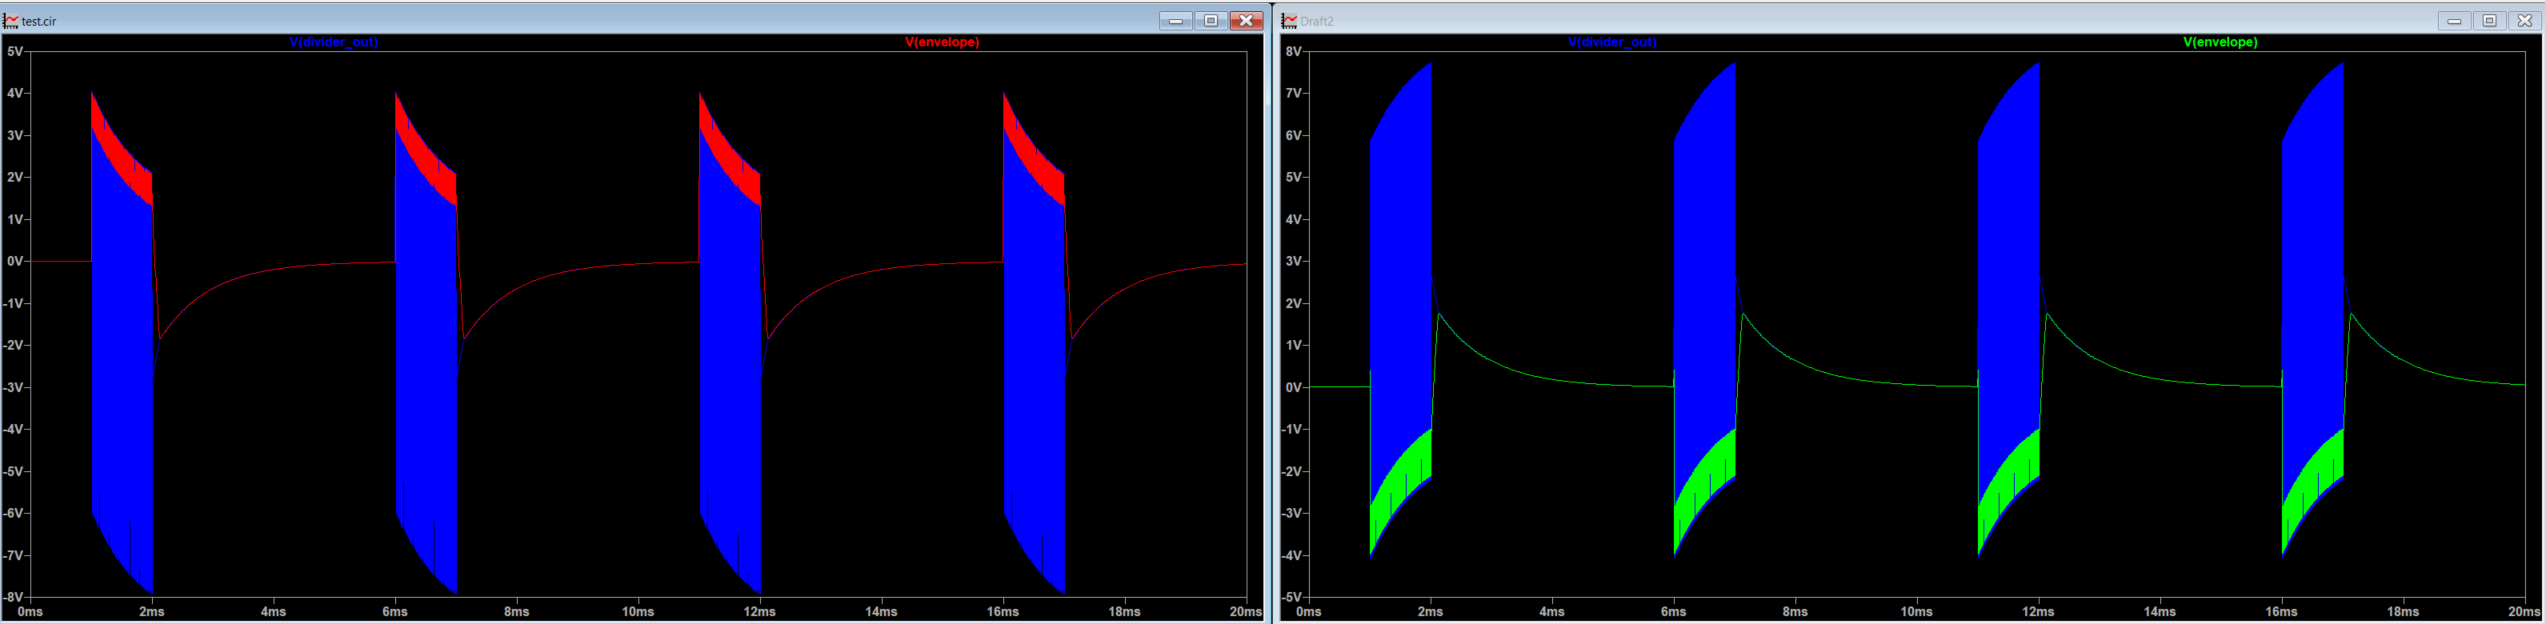 test.cir
V(divider_out) V(envelope)
5V
4V
3V
2V
1V
0V
-1V
-2V
-3V
-4V
-5V
-6V
-7V
-8V
0ms 2ms 4ms 6ms 8ms 10ms 12ms 14ms 16ms 18ms 20ms
Draft2
V(divider_out) V(envelope)
8V
7V
6V
5V
4V
3V
2V
1V
0V
-1V
-2V
-3V
-4V
-5V
0ms 2ms 4ms 6ms 8ms 10ms 12ms 14ms 16ms 18ms 20ms